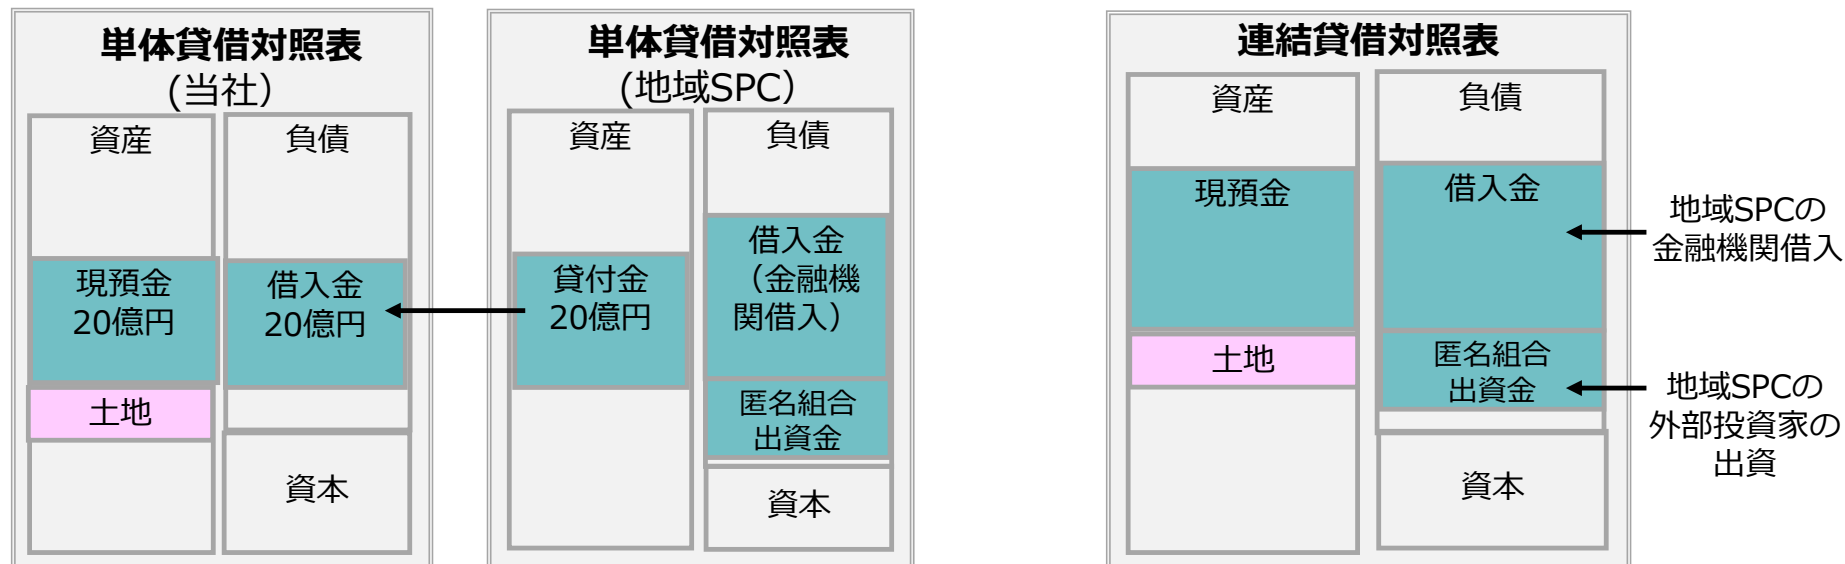 単体貸借対照表
(当社）
資産
負債
現預金
20億円
借入金
20億円
土地
資本
単体貸借対照表
(地域SPC）
資産
負債
貸付金
20億円
借入金
（金融機
関借入）
匿名組合
出資金
資本
連結貸借対照表
資産
負債
現預金
借入金
土地
匿名組合
出資金
資本
地域SPCの
金融機関借入
地域SPCの
外部投資家の
出資